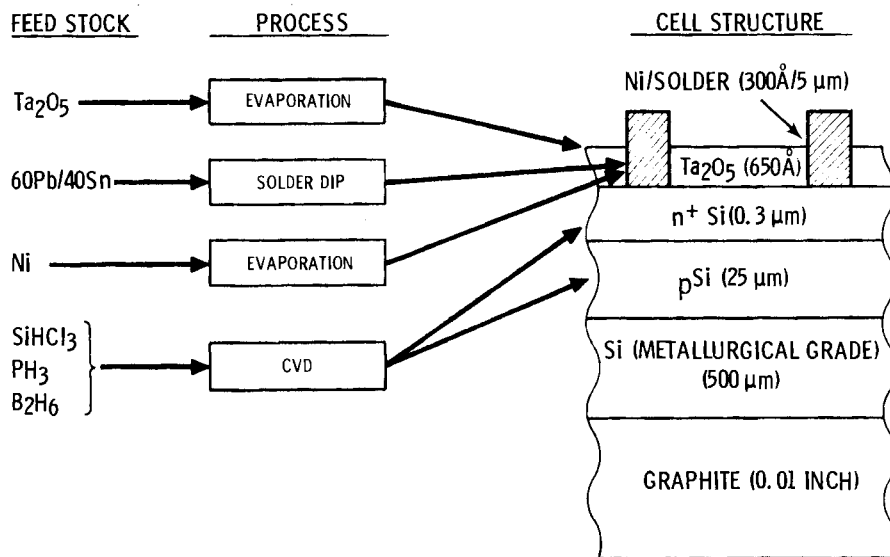 FEED STOCK
PROCESS
CELL STRUCTURE
Ta₂O₅
EVAPORATION
60Pb/40Sn
SOLDER DIP
Ni
EVAPORATION
SiHCl₃
PH₃
B₂H₆
CVD
Ni/SOLDER (300Å/5 μm)
Ta₂O₅ (650Å)
n⁺ Si(0.3 μm)
pSi (25 μm)
Si (METALLURGICAL GRADE)
(500 μm)
GRAPHITE (0.01 INCH)